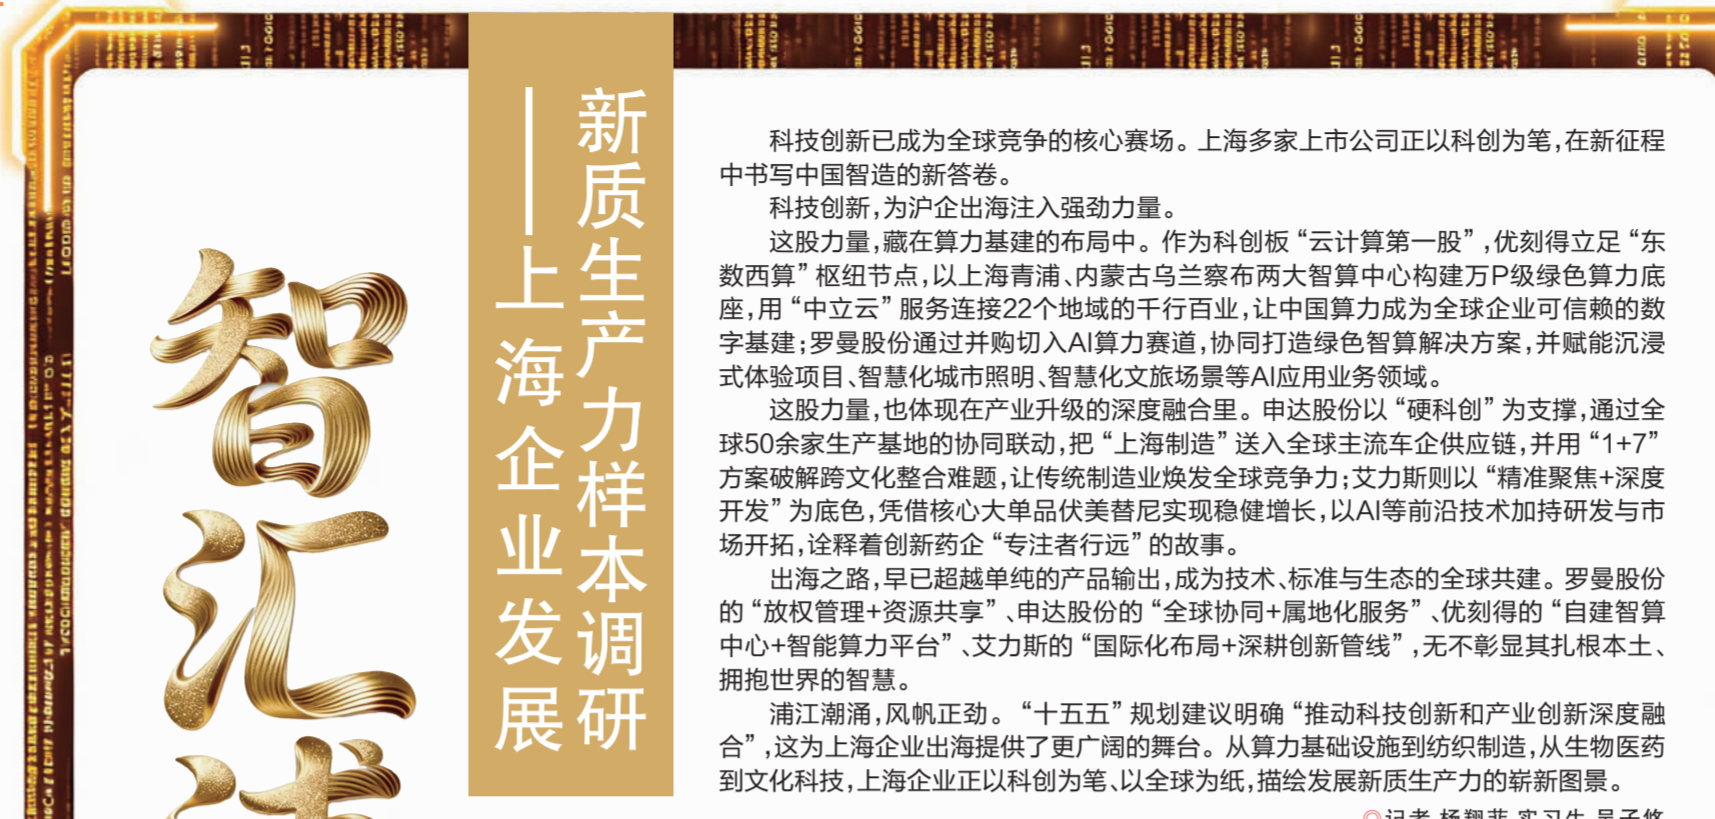 智汇
新质生产力样本调研
——上海企业发展
科技创新已成为全球竞争的核心赛场。上海多家上市公司正以科创为笔,在新征程
中书写中国智造的新答卷。
科技创新,为沪企出海注入强劲力量。
这股力量,藏在算力基建的布局中。作为科创板“云计算第一股”,优刻得立足“东
数西算”枢纽节点,以上海青浦、内蒙古乌兰察布两大智算中心构建万P级绿色算力底
座,用“中立云”服务连接22个地域的千行百业,让中国算力成为全球企业可信赖的数
字基建;罗曼股份通过并购切入AI算力赛道,协同打造绿色智算解决方案,并赋能沉浸
式体验项目、智慧化城市照明、智慧化文旅场景等AI应用业务领域。
这股力量,也体现在产业升级的深度融合里。申达股份以“硬科创”为支撑,通过全
球50余家生产基地的协同联动,把“上海制造”送入全球主流车企供应链,并用“1+7”
方案破解跨文化整合难题,让传统制造业焕发全球竞争力;艾力斯则以“精准聚焦+深度
开发”为底色,凭借核心大单品伏美替尼实现稳健增长,以AI等前沿技术加持研发与市
场开拓,诠释着创新药企“专注者行远”的故事。
出海之路,早已超越单纯的产品输出,成为技术、标准与生态的全球共建。罗曼股份
的“放权管理+资源共享”、申达股份的“全球协同+属地化服务”、优刻得的“自建智算
中心+智能算力平台”、艾力斯的“国际化布局+深耕创新管线”,无不彰显其扎根本土、
拥抱世界的智慧。
浦江潮涌,风帆正劲。“十五五”规划建议明确“推动科技创新和产业创新深度融
合”,这为上海企业出海提供了更广阔的舞台。从算力基础设施到纺织制造,从生物医药
到文化科技,上海企业正以科创为笔、以全球为纸,描绘发展新质生产力的崭新图景。